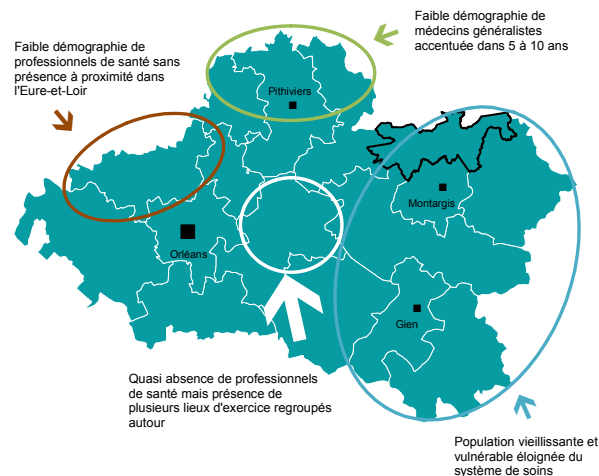 Faible démographie de
médecins généralistes
accentuée dans 5 à 10 ans
Faible démographie de
professionnels de santé sans
présence à proximité dans
l'Eure-et-Loir
Pithiviers
Montargis
Orléans
Gien
Quasi absence de professionnels
de santé mais présence de
plusieurs lieux d'exercice regroupés
autour
Population vieillissante et
vulnérable éloignée du
système de soins